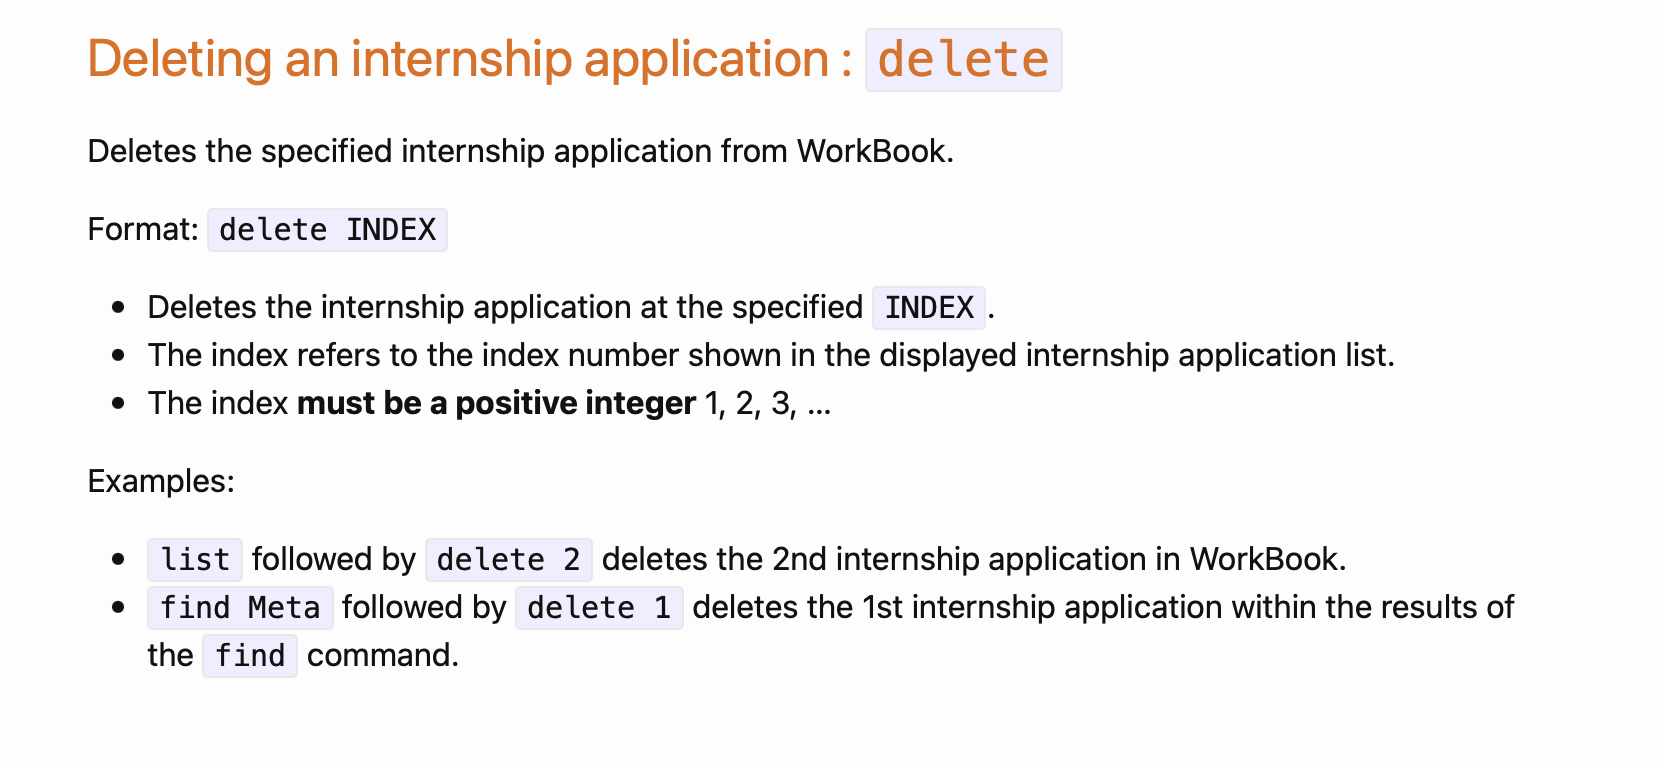 Deleting an internship application : delete
Deletes the specified internship application from WorkBook.
Format: delete INDEX
• Deletes the internship application at the specified INDEX.
• The index refers to the index number shown in the displayed internship application list.
• The index must be a positive integer 1, 2, 3, …
Examples:
• list followed by delete 2 deletes the 2nd internship application in WorkBook.
• find Meta followed by delete 1 deletes the 1st internship application within the results of
the find command.